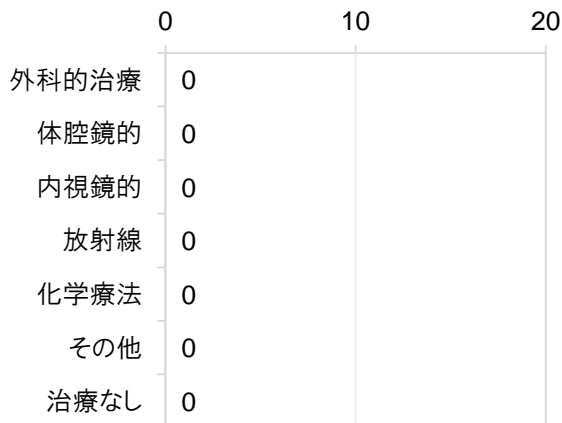 0 10 20
外科的治療 0
体腔鏡的 0
内視鏡的 0
放射線 0
化学療法 0
その他 0
治療なし 0